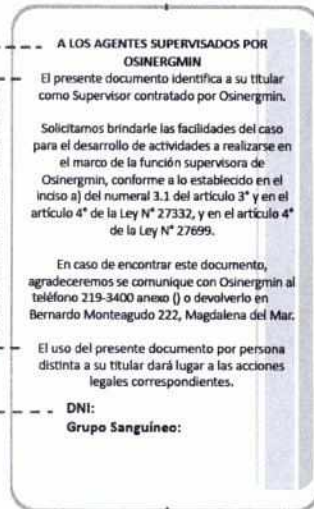 A LOS AGENTES SUPERVISADOS POR
OSINERGMIN
El presente documento identifica a su titular
como Supervisor contratado por Osinergmin.
Solicitamos brindarle las facilidades del caso
para el desarrollo de actividades a realizarse en
el marco de la función supervisora de
Osinergmin, conforme a lo establecido en el
inciso a) del numeral 3.1 del artículo 3° y en el
artículo 4° de la Ley N° 27332, y en el artículo 4°
de la Ley N° 27699.
En caso de encontrar este documento,
agradeceremos se comunique con Osinergmin al
teléfono 219-3400 anexo () o devolverlo en
Bernardo Monteagudo 222, Magdalena del Mar.
El uso del presente documento por persona
distinta a su titular dará lugar a las acciones
legales correspondientes.
DNI:
Grupo Sanguíneo: